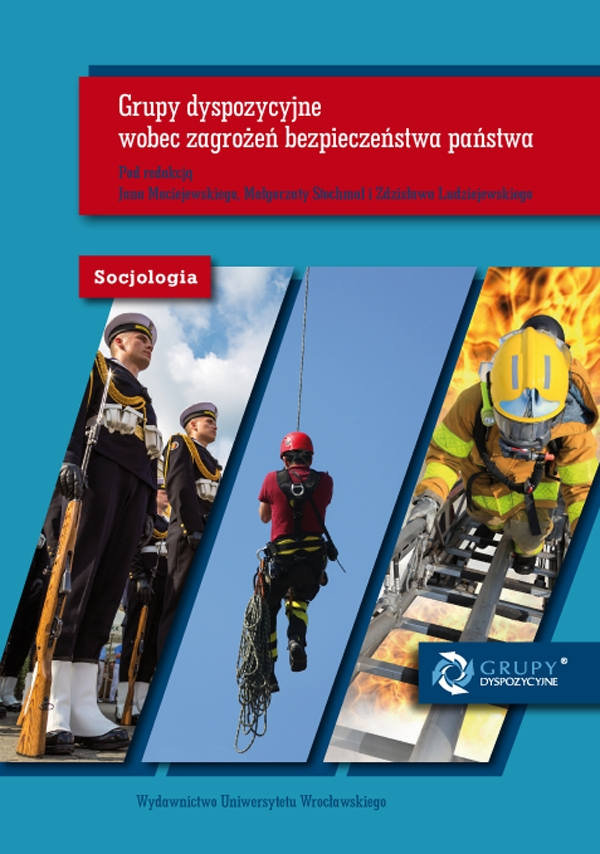 Grupy dyspozycyjne
wobec zagrożeń bezpieczeństwa państwa
Pod redakcją
Jana Maciejewskiego, Małgorzaty Stochmal i Zdzisława Ludziejewskiego
Socjologia
GRUPY®
DYSPOZYCYJNE
Wydawnictwo Uniwersytetu Wrocławskiego